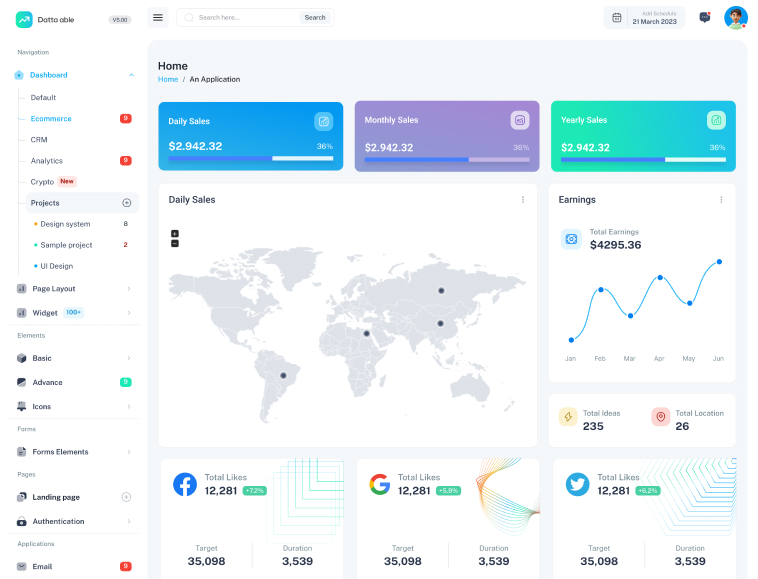 Datta able
V5.00
Search here...
Search
Add Schedule
21 March 2023
Navigation
Dashboard
Default
Ecommerce
9
CRM
Analytics
9
Crypto
New
Projects
Design system
8
Sample project
2
UI Design
Page Layout
Widget
100+
Elements
Basic
Advance
9
Icons
Forms
Forms Elements
Pages
Landing page
Authentication
Applications
Email
9
Home
Home / An Application
Daily Sales
$2.942.32
36%
Monthly Sales
$2.942.32
36%
Yearly Sales
$2.942.32
36%
Daily Sales
+
−
Earnings
Total Earnings
$4295.36
Jan Feb Mar Apr May Jun
Total Ideas
235
Total Location
26
Total Likes
12,281 +7.2%
Target
35,098
Duration
3,539
Total Likes
12,281 +5.9%
Target
35,098
Duration
3,539
Total Likes
12,281 +6.2%
Target
35,098
Duration
3,539